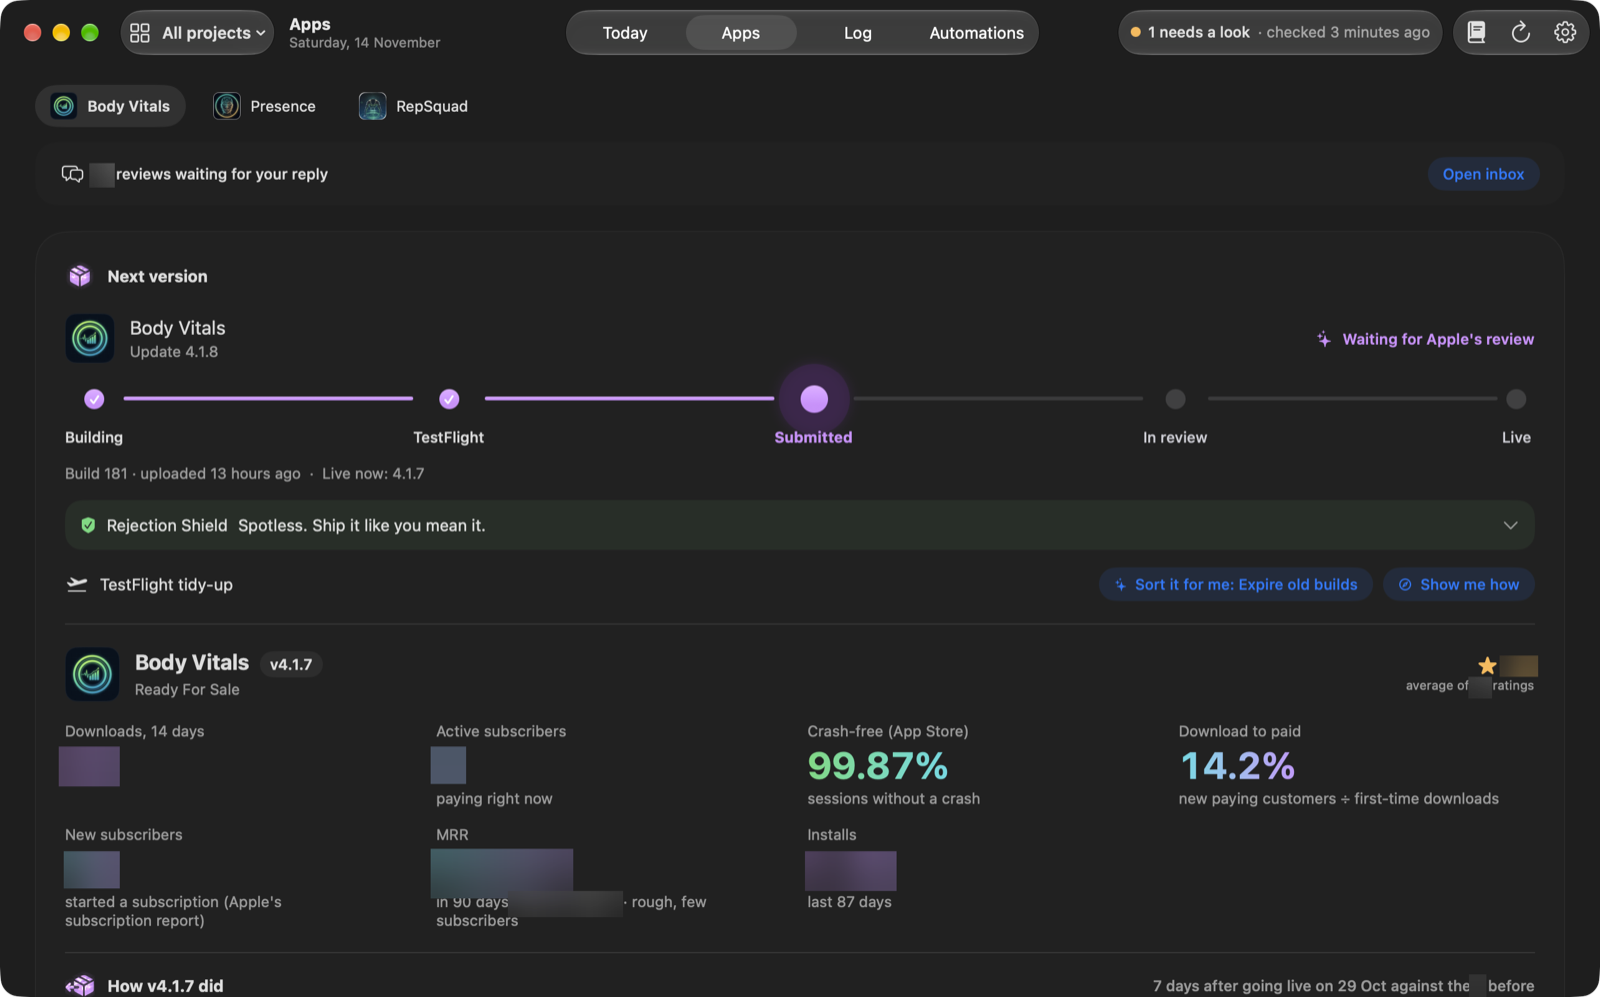 All projects
Apps
Saturday, 14 November
Today
Apps
Log
Automations
1 needs a look · checked 3 minutes ago
Body Vitals
Presence
RepSquad
reviews waiting for your reply
Open inbox
Next version
Body Vitals
Update 4.1.8
Waiting for Apple's review
Building
TestFlight
Submitted
In review
Live
Build 181 · uploaded 13 hours ago · Live now: 4.1.7
Rejection Shield Spotless. Ship it like you mean it.
TestFlight tidy-up
Sort it for me: Expire old builds
Show me how
Body Vitals v4.1.7
Ready For Sale
average of ratings
Downloads, 14 days
Active subscribers
paying right now
Crash-free (App Store)
99.87%
sessions without a crash
Download to paid
14.2%
new paying customers ÷ first-time downloads
New subscribers
started a subscription (Apple's
subscription report)
MRR
in 90 days · rough, few
subscribers
Installs
last 87 days
How v4.1.7 did
7 days after going live on 29 Oct against the before